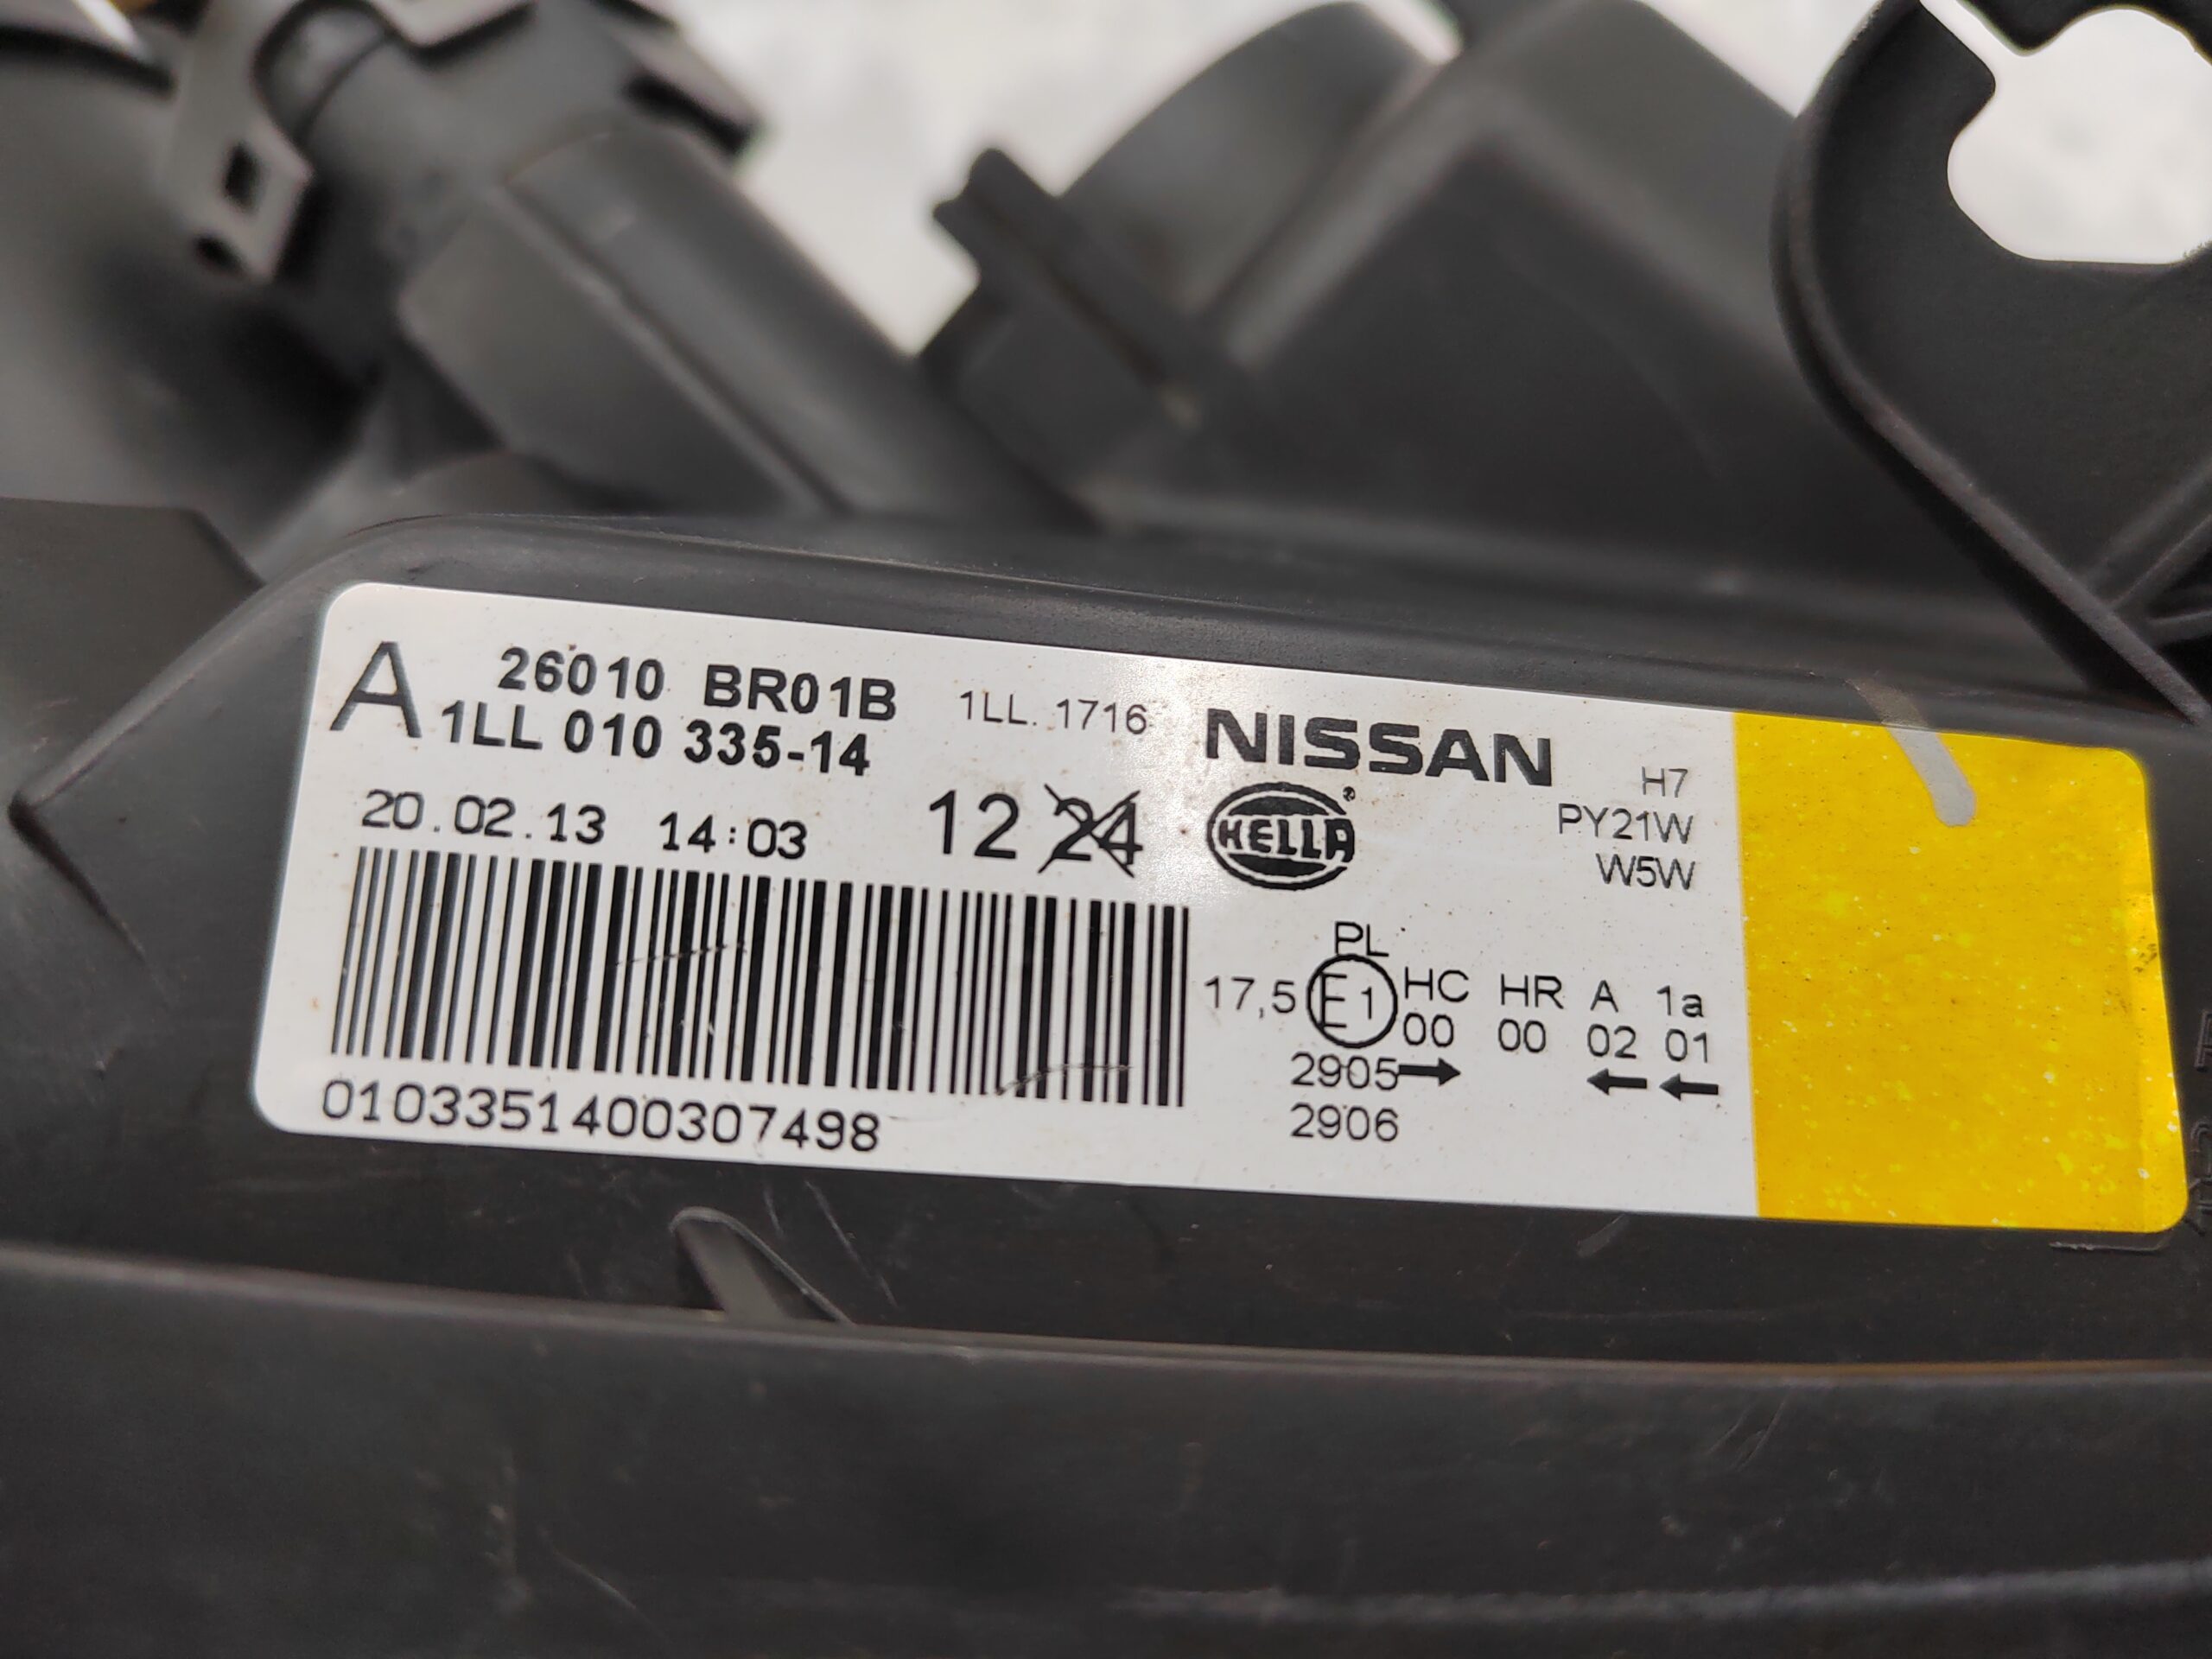 A 26010 BR01B 1LL. 1716 NISSAN
1LL 010 335-14
20.02.13 14:03 12 24
HELLA
H7
PY21W
W5W
0103351400307498
PL
17,5 E1 HC HR A 1a
00 00 02 01
2905→ ← ←
2906